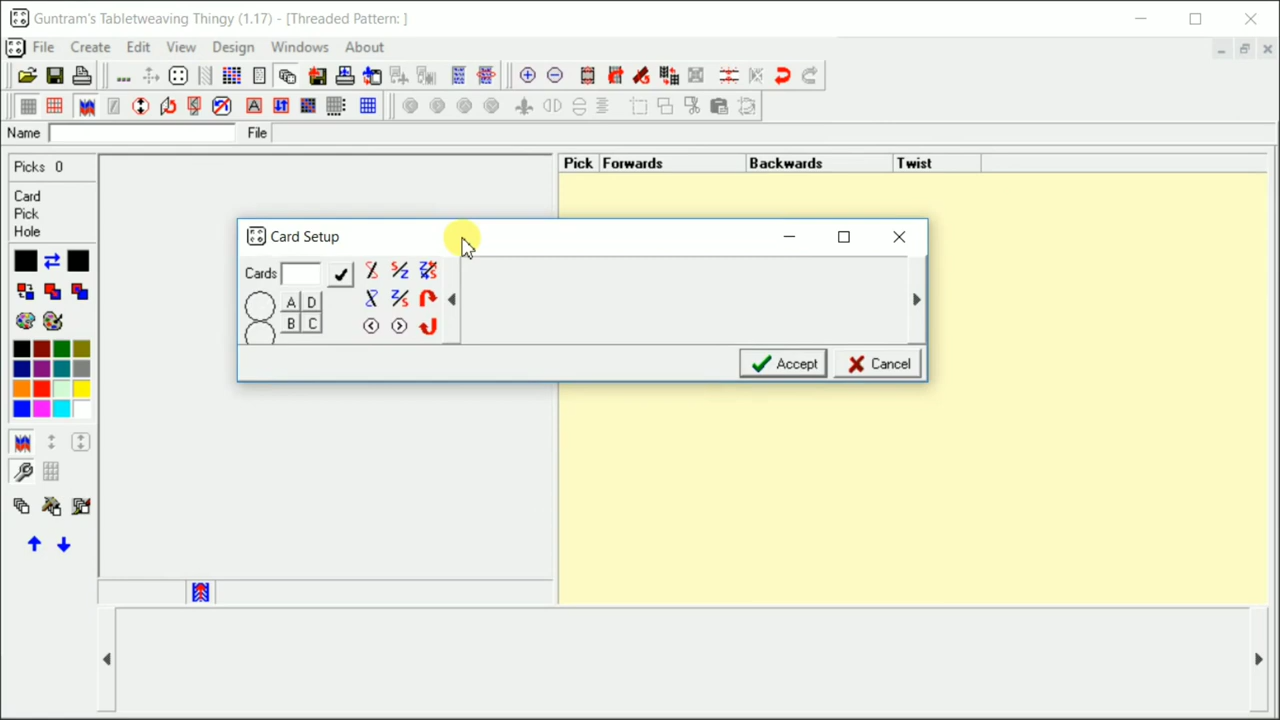 Guntram's Tabletweaving Thingy (1.17) - [Threaded Pattern: ]
File Create Edit View Design Windows About
Name File
Picks 0
Card
Pick
Hole
Pick Forwards Backwards Twist
Card Setup
Cards
A D
B C
S/Z
Z/S
Accept Cancel